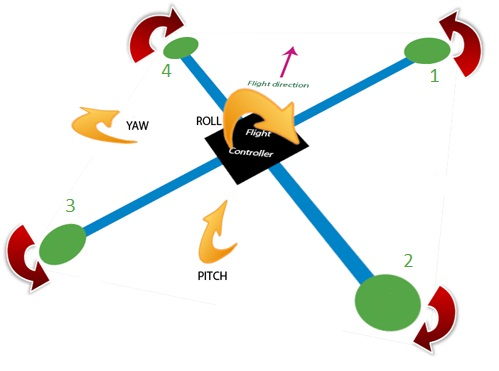 4
1
Flight direction
ROLL
YAW
Flight
Controller
3
PITCH
2